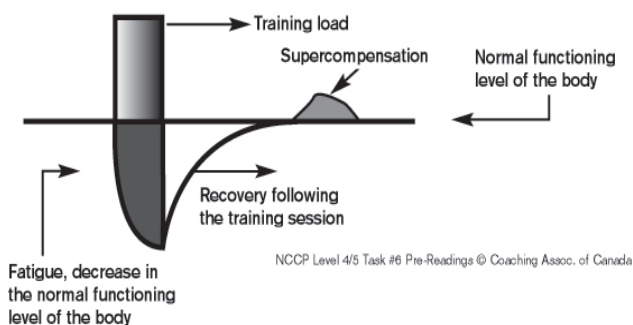 Training load
Supercompensation
Normal functioning
level of the body
Recovery following
the training session
NCCP Level 4/5 Task #6 Pre-Readings © Coaching Assoc. of Canada
Fatigue, decrease in
the normal functioning
level of the body